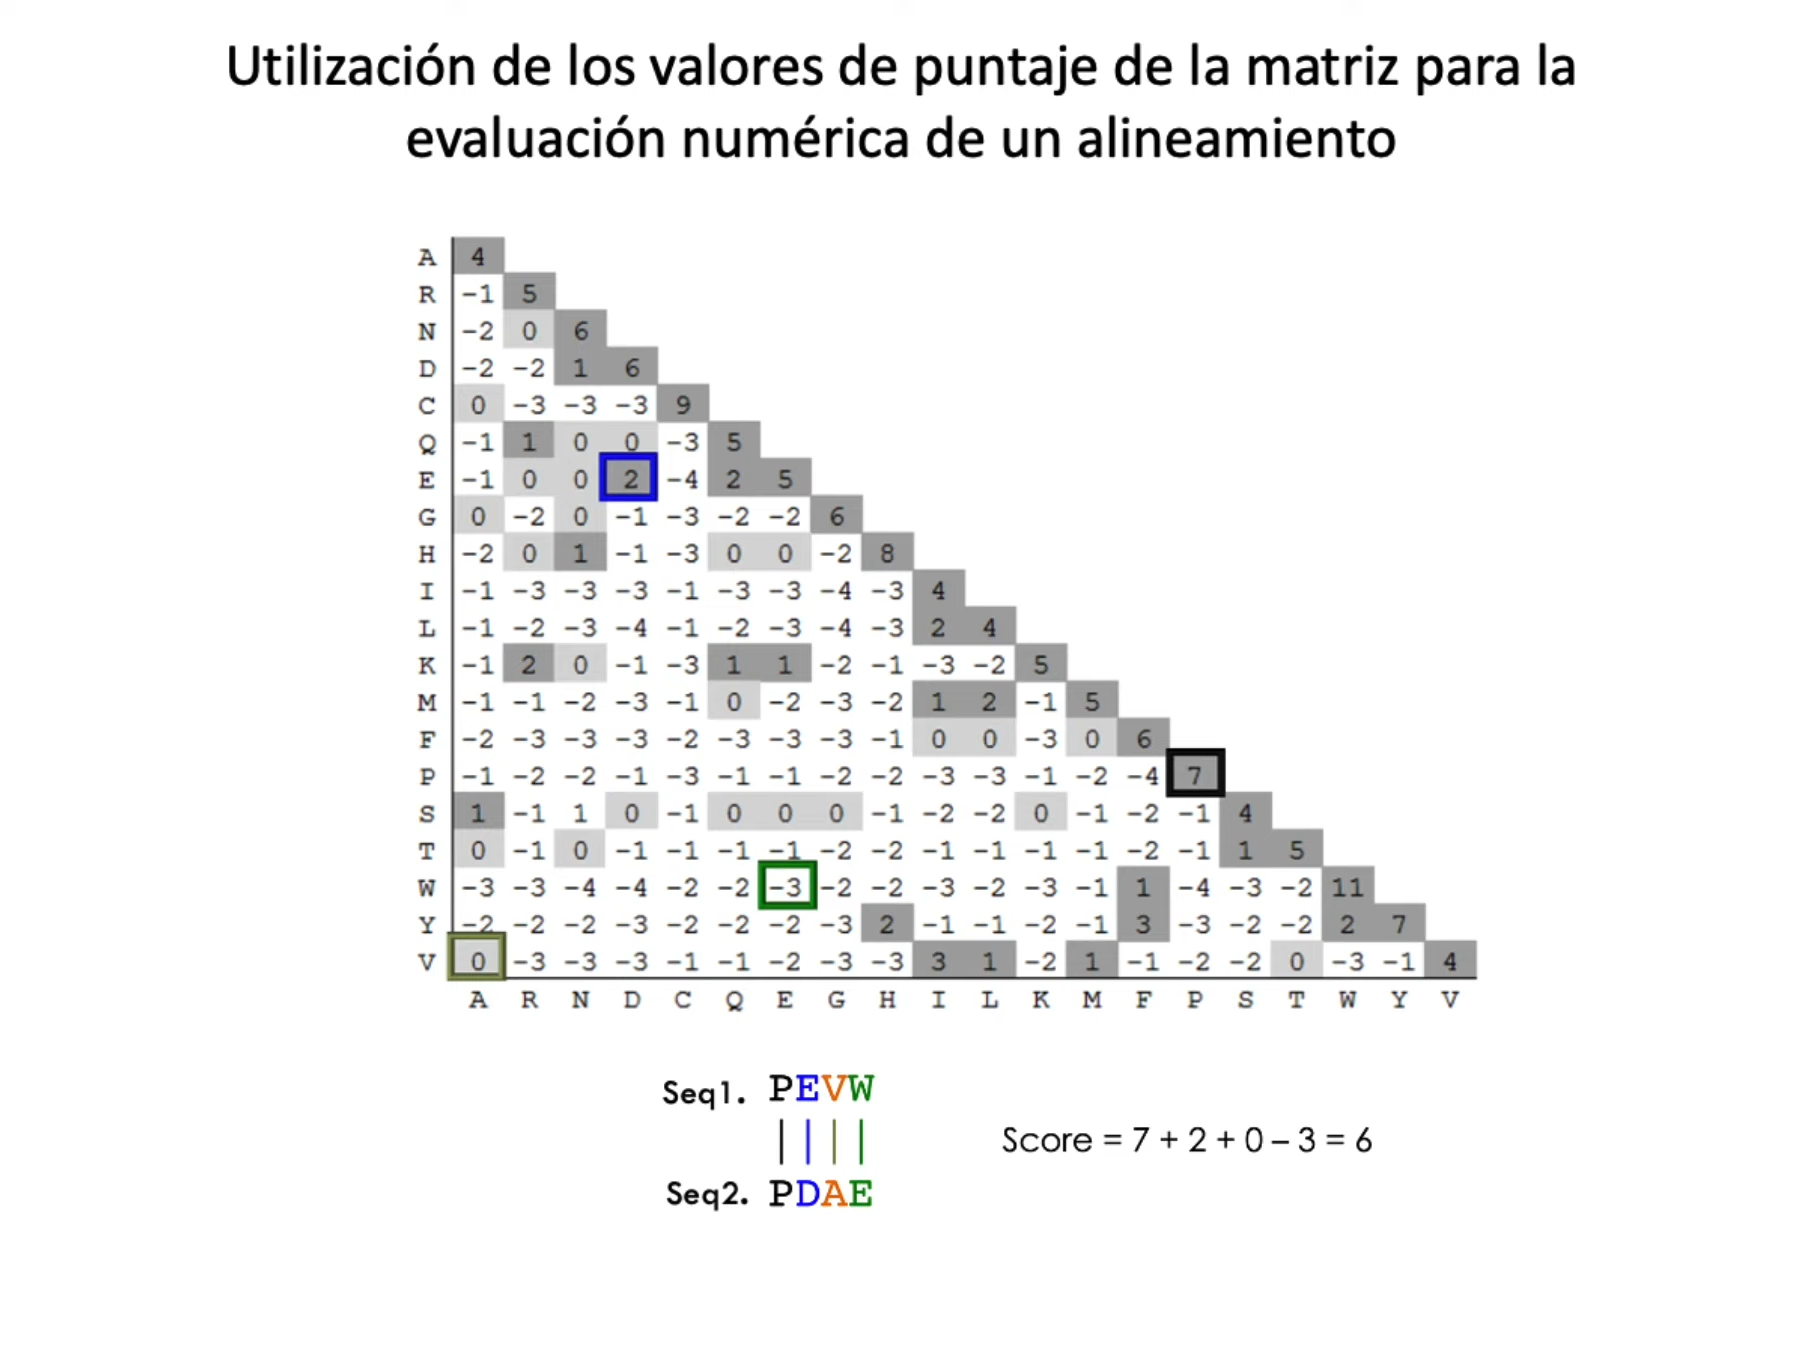 Utilización de los valores de puntaje de la matriz para la
evaluación numérica de un alineamiento
A 4
R -1 5
N -2 0 6
D -2 -2 1 6
C 0 -3 -3 -3 9
Q -1 1 0 0 -3 5
E -1 0 0 2 -4 2 5
G 0 -2 0 -1 -3 -2 -2 6
H -2 0 1 -1 -3 0 0 -2 8
I -1 -3 -3 -3 -1 -3 -3 -4 -3 4
L -1 -2 -3 -4 -1 -2 -3 -4 -3 2 4
K -1 2 0 -1 -3 1 1 -2 -1 -3 -2 5
M -1 -1 -2 -3 -1 0 -2 -3 -2 1 2 -1 5
F -2 -3 -3 -3 -2 -3 -3 -3 -1 0 0 -3 0 6
P -1 -2 -2 -1 -3 -1 -1 -2 -2 -3 -3 -1 -2 -4 7
S 1 -1 1 0 -1 0 0 0 -1 -2 -2 0 -1 -2 -1 4
T 0 -1 0 -1 -1 -1 -1 -2 -2 -1 -1 -1 -1 -2 -1 1 5
W -3 -3 -4 -4 -2 -2 -3 -2 -2 -3 -2 -3 -1 1 -4 -3 -2 11
Y -2 -2 -2 -3 -2 -2 -2 -3 2 -1 -1 -2 -1 3 -3 -2 -2 2 7
V 0 -3 -3 -3 -1 -1 -2 -3 -3 3 1 -2 1 -1 -2 -2 0 -3 -1 4
A R N D C Q E G H I L K M F P S T W Y V
Seq1. PEVW
Score = 7 + 2 + 0 – 3 = 6
Seq2. PDAE